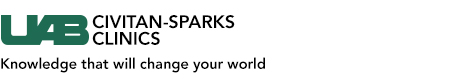 UAB CIVITAN-SPARKS
CLINICS
Knowledge that will change your world